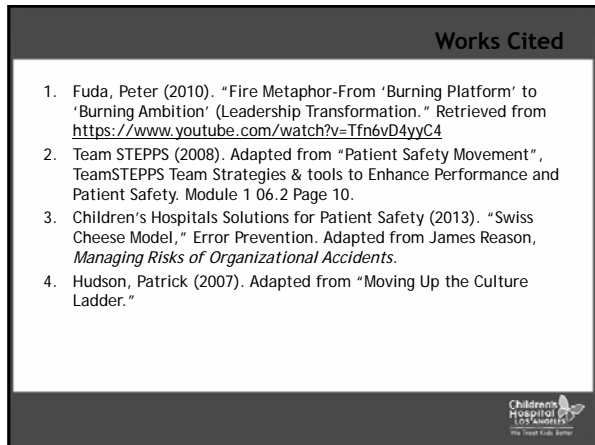 Works Cited
1. Fuda, Peter (2010). “Fire Metaphor-From ‘Burning Platform’ to
‘Burning Ambition’ (Leadership Transformation.” Retrieved from
https://www.youtube.com/watch?v=Tfn6vD4yyC4
2. Team STEPPS (2008). Adapted from “Patient Safety Movement”,
TeamSTEPPS Team Strategies & tools to Enhance Performance and
Patient Safety. Module 1 06.2 Page 10.
3. Children’s Hospitals Solutions for Patient Safety (2013). “Swiss
Cheese Model,” Error Prevention. Adapted from James Reason,
Managing Risks of Organizational Accidents.
4. Hudson, Patrick (2007). Adapted from “Moving Up the Culture
Ladder.”
Children's
Hospital
LOS ANGELES
We Treat Kids Better